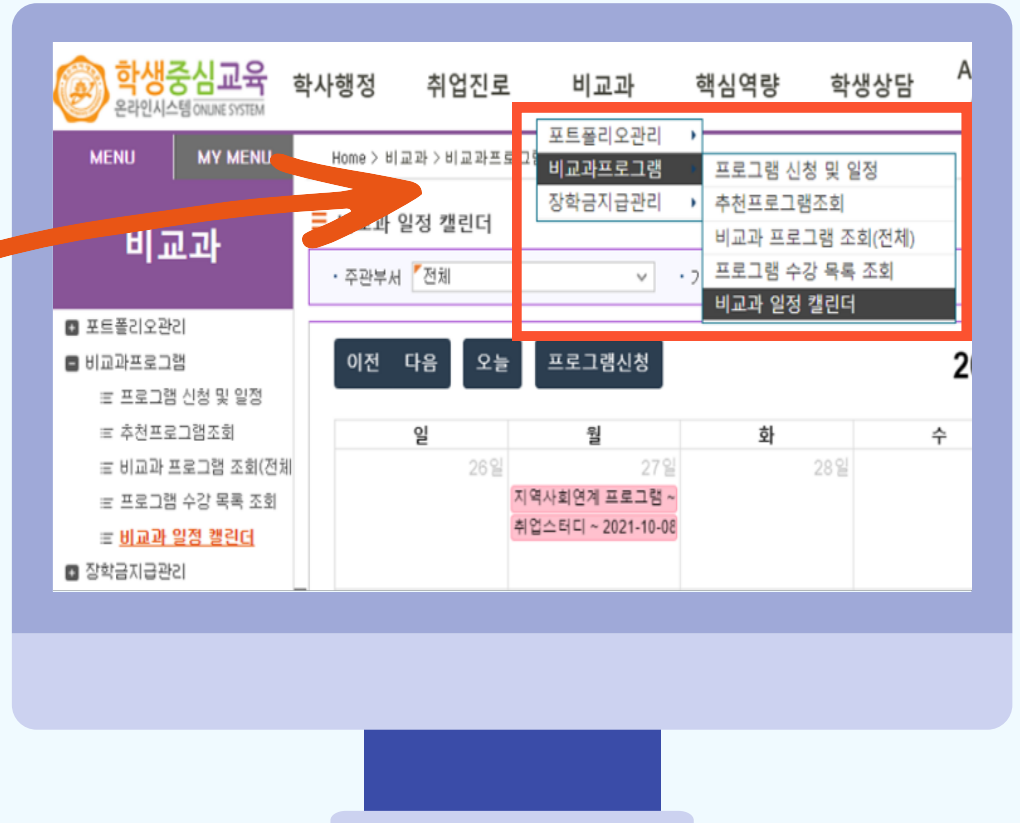 학생중심교육
온라인시스템 ONLINE SYSTEM
학사행정 취업진로 비교과 핵심역량 학생상담 A
MENU MY MENU
Home > 비교과 > 비교과프로그
포트폴리오관리
비교과프로그램
장학금지급관리
프로그램 신청 및 일정
추천프로그램조회
비교과 프로그램 조회(전체)
프로그램 수강 목록 조회
비교과 일정 캘린더
비교과
일정 캘린더
· 주관부서 전체
포트폴리오관리
비교과프로그램
프로그램 신청 및 일정
추천프로그램조회
비교과 프로그램 조회(전체
프로그램 수강 목록 조회
비교과 일정 캘린더
장학금지급관리
이전 다음 오늘 프로그램신청
일 월 화 수
26일 27일 28일
지역사회연계 프로그램 ~
취업스터디 ~ 2021-10-08